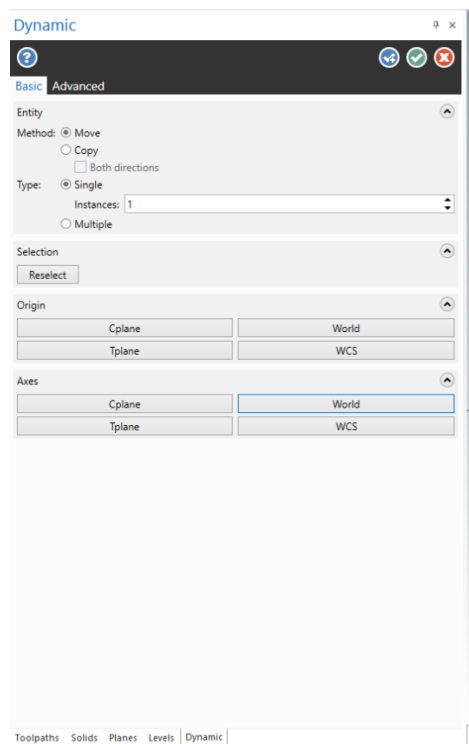 Dynamic
Basic Advanced
Entity
Method: Move
Copy
Both directions
Type: Single
Instances: 1
Multiple
Selection
Reselect
Origin
Cplane World
Tplane WCS
Axes
Cplane World
Tplane WCS
Toolpaths Solids Planes Levels Dynamic